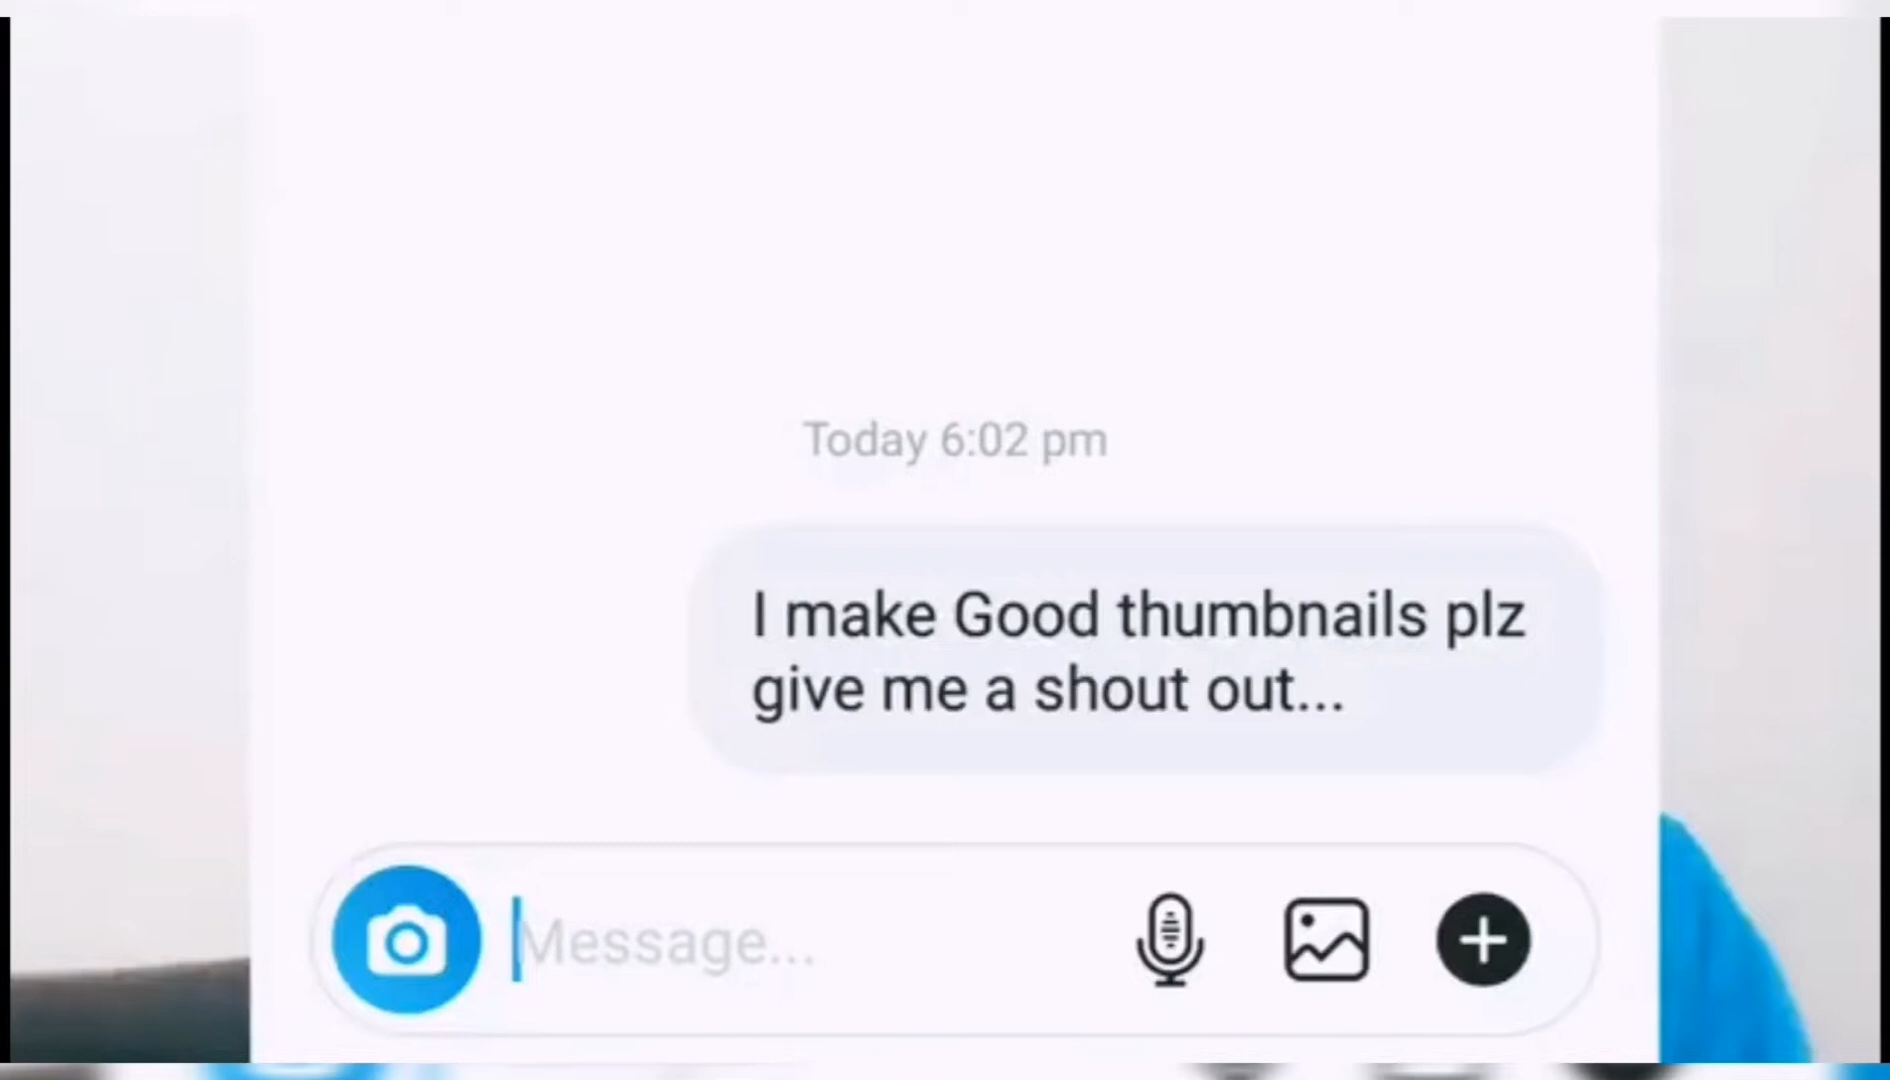 Today 6:02 pm
I make Good thumbnails plz
give me a shout out...
Message...